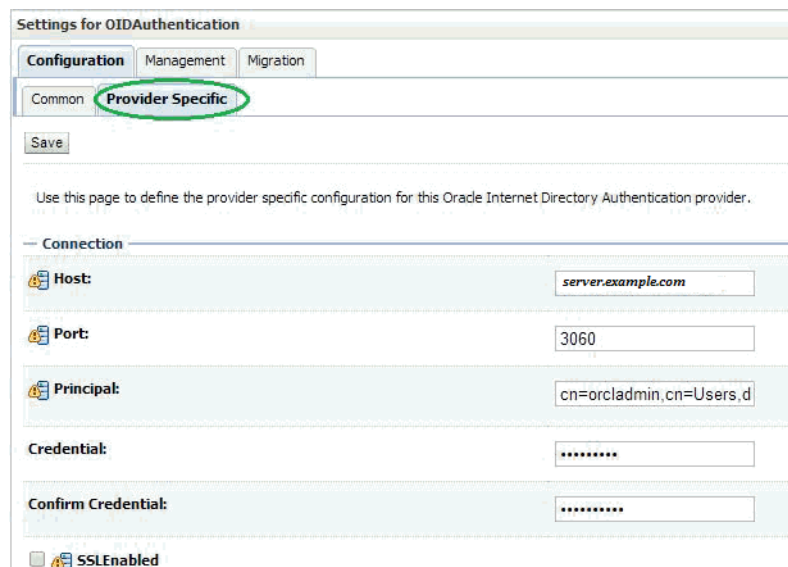 Settings for OIDAuthentication
Configuration Management Migration
Common Provider Specific
Save
Use this page to define the provider specific configuration for this Oracle Internet Directory Authentication provider.
Connection
Host: server.example.com
Port: 3060
Principal: cn=orcladmin,cn=Users,d
Credential: •••••••••
Confirm Credential: ••••••••••
SSLEnabled